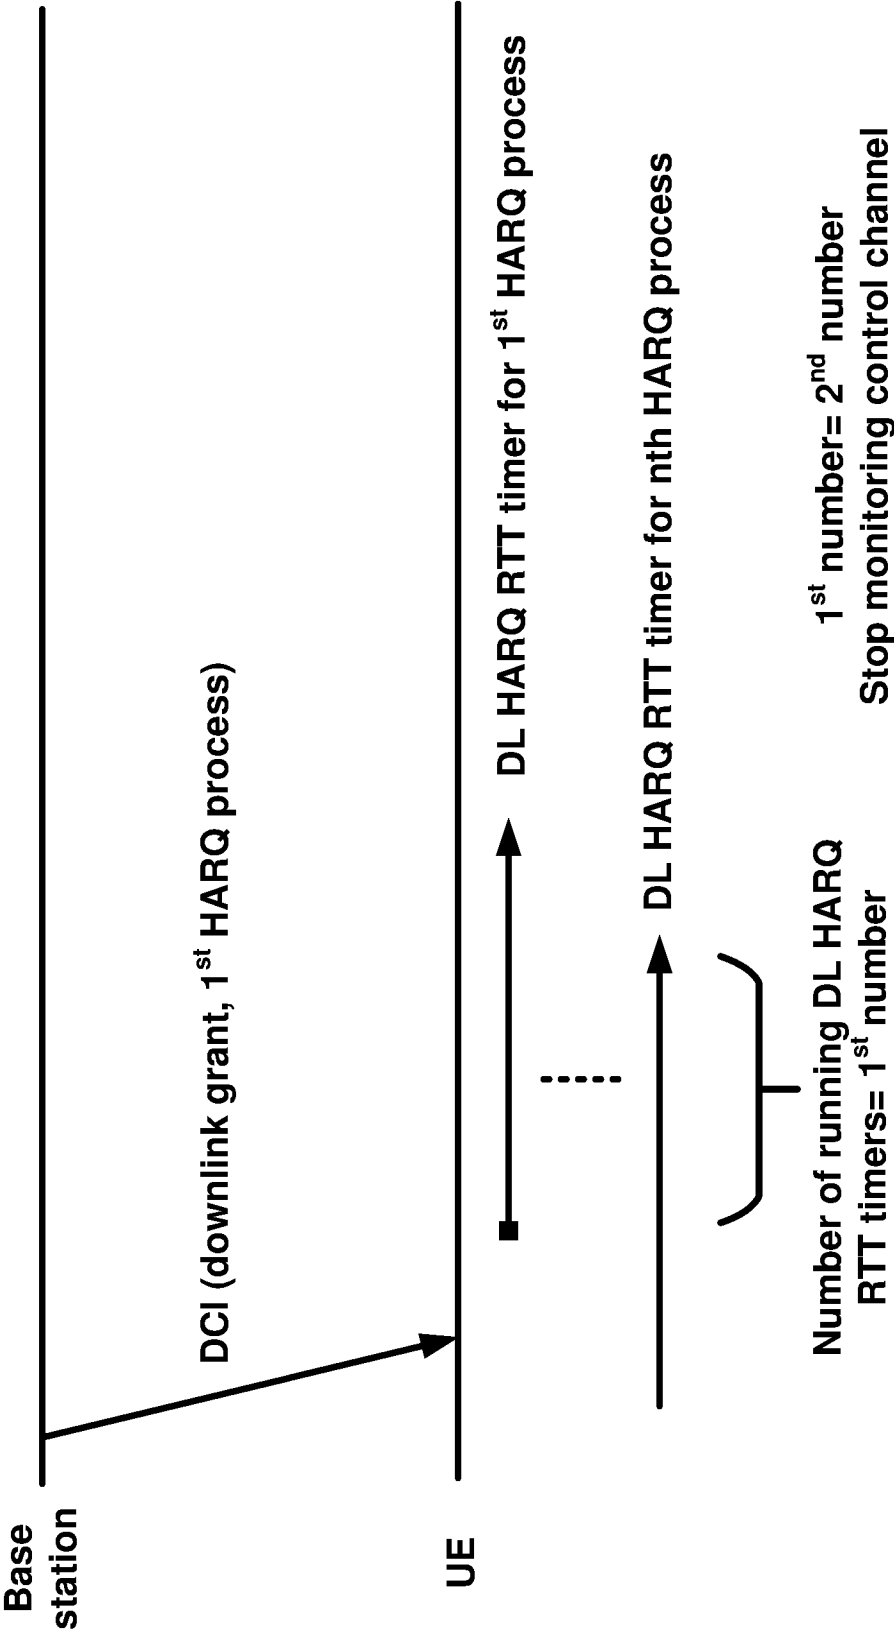 Base
station
DCI (downlink grant, 1st HARQ process)
UE
DL HARQ RTT timer for 1st HARQ process
DL HARQ RTT timer for nth HARQ process
Number of running DL HARQ
RTT timers= 1st number
1st number= 2nd number
Stop monitoring control channel